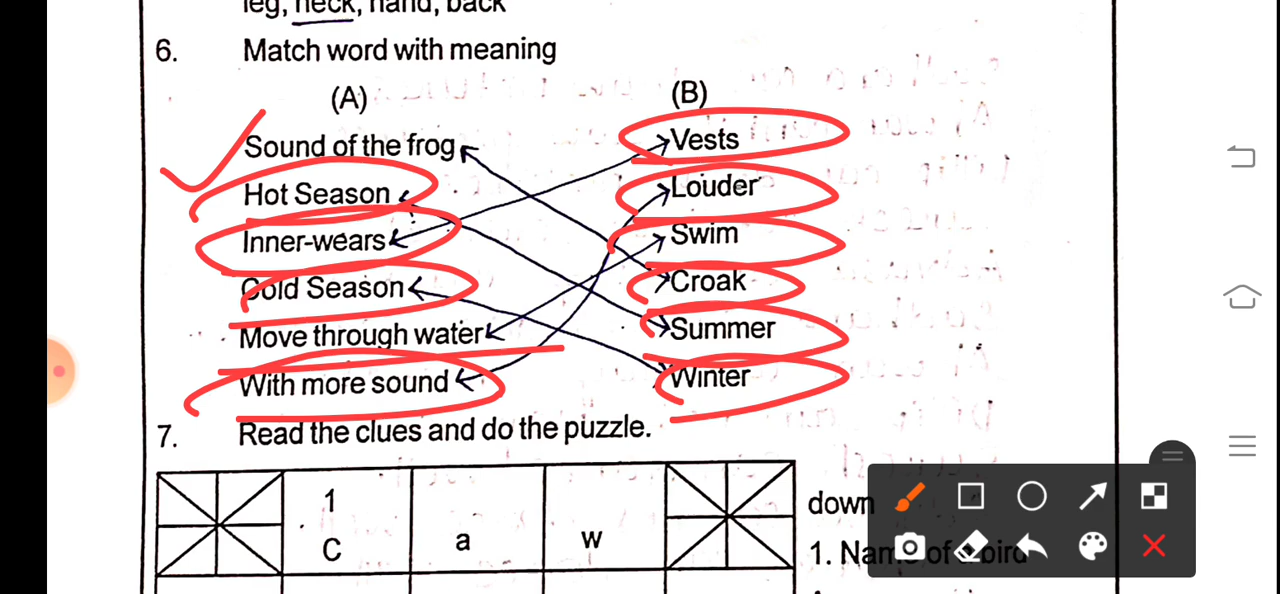 leg, neck, hand, back
6. Match word with meaning
(A) (B)
Sound of the frog Vests
Hot Season Louder
Inner-wears Swim
Cold Season Croak
Move through water Summer
With more sound Winter
7. Read the clues and do the puzzle.
1
C a w
down
1. Name of a bird